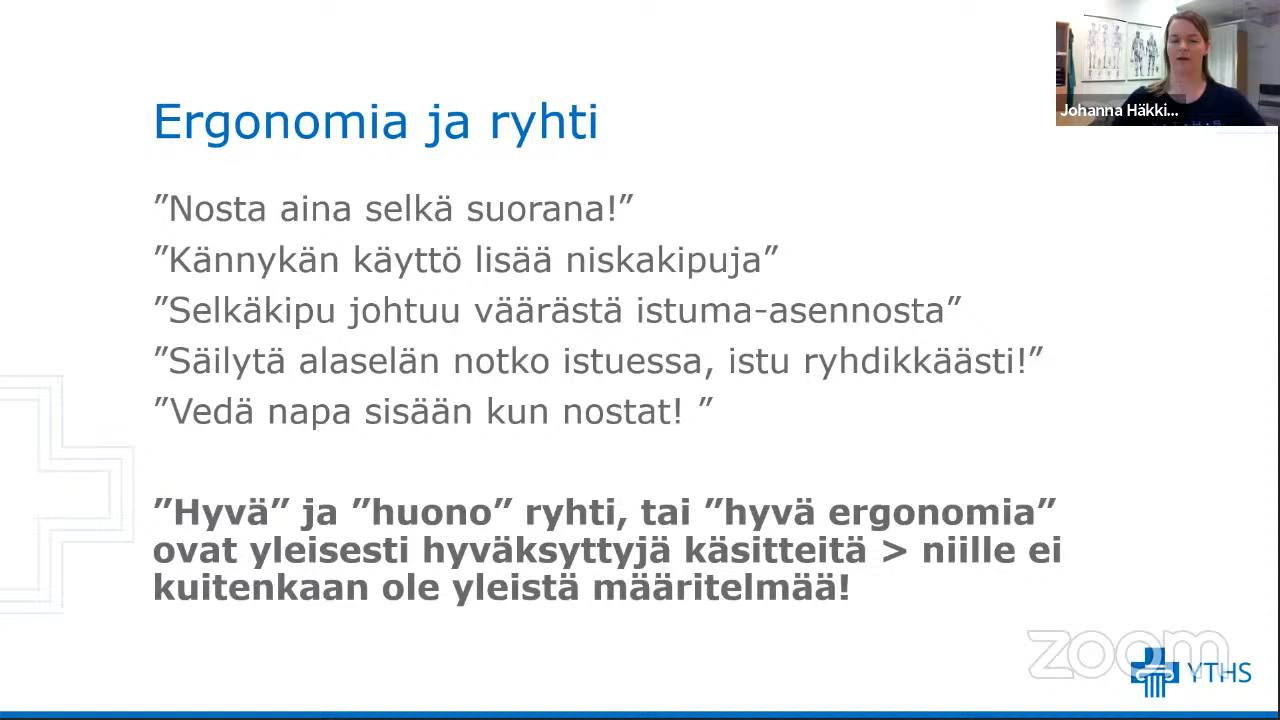 Ergonomia ja ryhti
”Nosta aina selkä suorana!”
”Kännykän käyttö lisää niskakipuja”
”Selkäkipu johtuu väärästä istuma-asennosta”
”Säilytä alaselän notko istuessa, istu ryhdikkäästi!”
”Vedä napa sisään kun nostat! ”
”Hyvä” ja ”huono” ryhti, tai ”hyvä ergonomia”
ovat yleisesti hyväksyttyjä käsitteitä > niille ei
kuitenkaan ole yleistä määritelmää!
Johanna Häkki...
zoom
YTHS